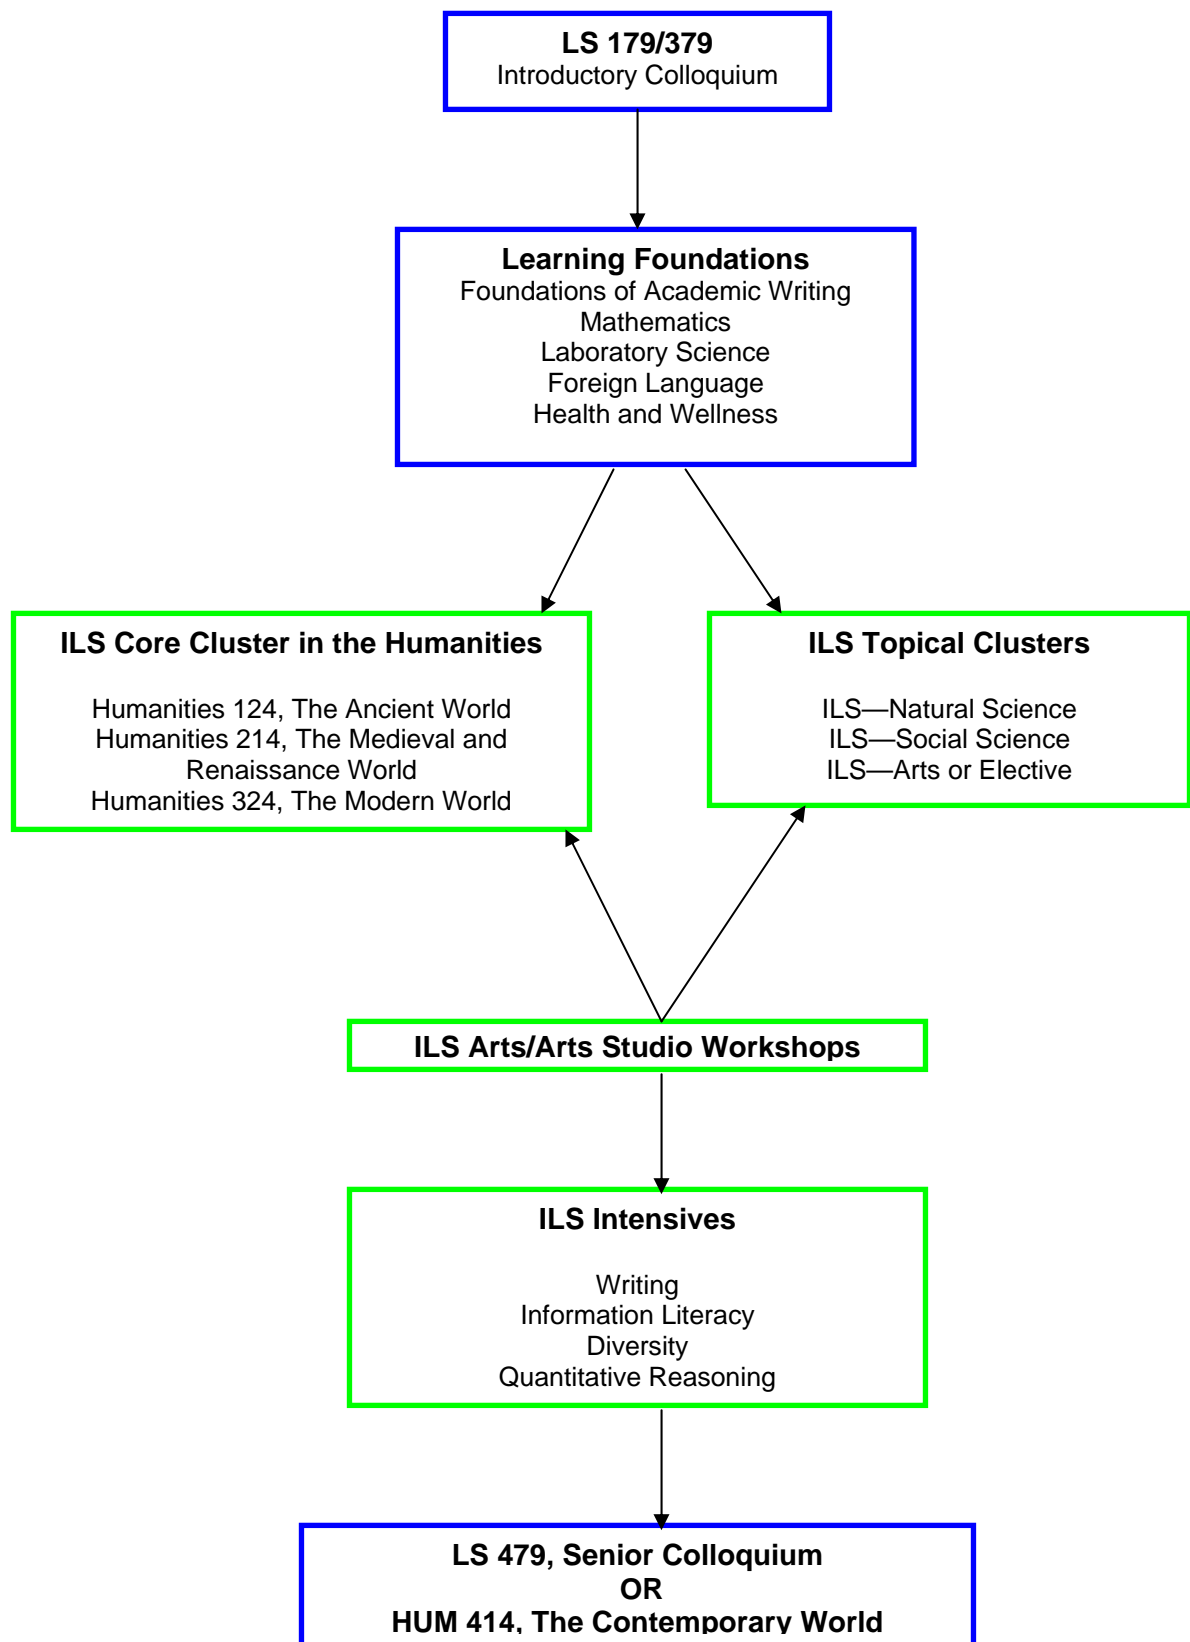 LS 179/379
Introductory Colloquium
Learning Foundations
Foundations of Academic Writing
Mathematics
Laboratory Science
Foreign Language
Health and Wellness
ILS Core Cluster in the Humanities
Humanities 124, The Ancient World
Humanities 214, The Medieval and
Renaissance World
Humanities 324, The Modern World
ILS Topical Clusters
ILS—Natural Science
ILS—Social Science
ILS—Arts or Elective
ILS Arts/Arts Studio Workshops
ILS Intensives
Writing
Information Literacy
Diversity
Quantitative Reasoning
LS 479, Senior Colloquium
OR
HUM 414, The Contemporary World